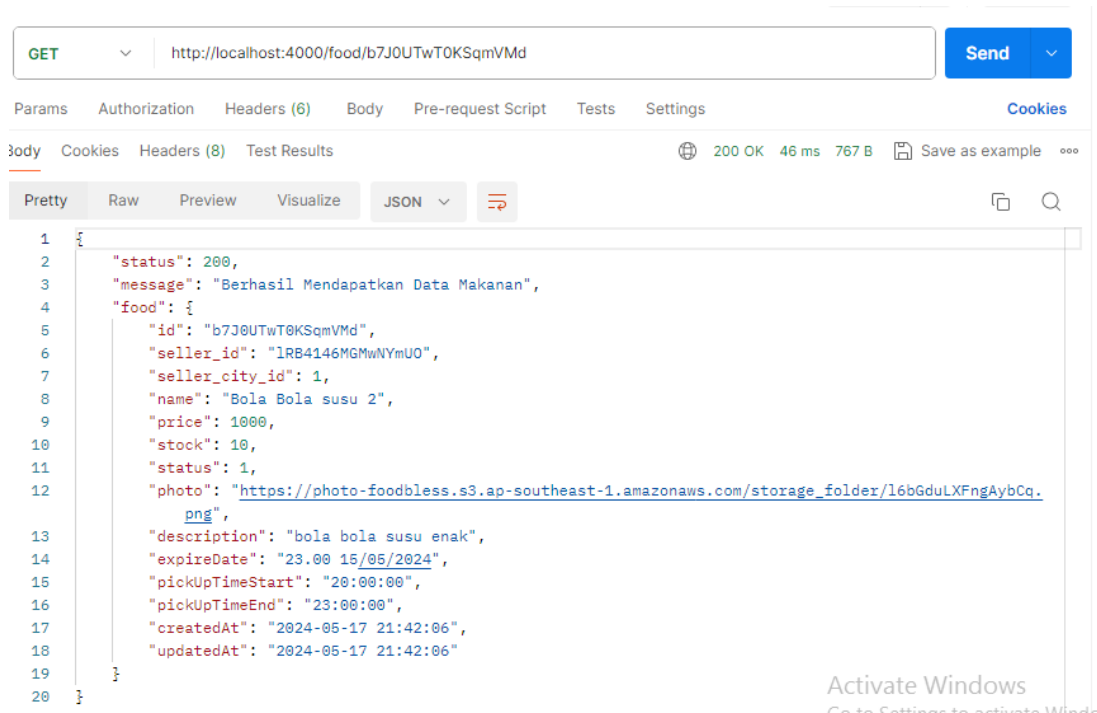 GET http://localhost:4000/food/b7J0UTwT0KSqmVMd Send
Params Authorization Headers (6) Body Pre-request Script Tests Settings Cookies
Body Cookies Headers (8) Test Results 200 OK 46 ms 767 B Save as example
Pretty Raw Preview Visualize JSON
1 {
2 "status": 200,
3 "message": "Berhasil Mendapatkan Data Makanan",
4 "food": {
5 "id": "b7J0UTwT0KSqmVMd",
6 "seller_id": "lRB4146MGMwNYmUO",
7 "seller_city_id": 1,
8 "name": "Bola Bola susu 2",
9 "price": 1000,
10 "stock": 10,
11 "status": 1,
12 "photo": "https://photo-foodbless.s3.ap-southeast-1.amazonaws.com/storage_folder/l6bGduLXFngAybCq.
png",
13 "description": "bola bola susu enak",
14 "expireDate": "23.00 15/05/2024",
15 "pickUpTimeStart": "20:00:00",
16 "pickUpTimeEnd": "23:00:00",
17 "createdAt": "2024-05-17 21:42:06",
18 "updatedAt": "2024-05-17 21:42:06"
19 }
20 }
Activate Windows
Go to Settings to activate